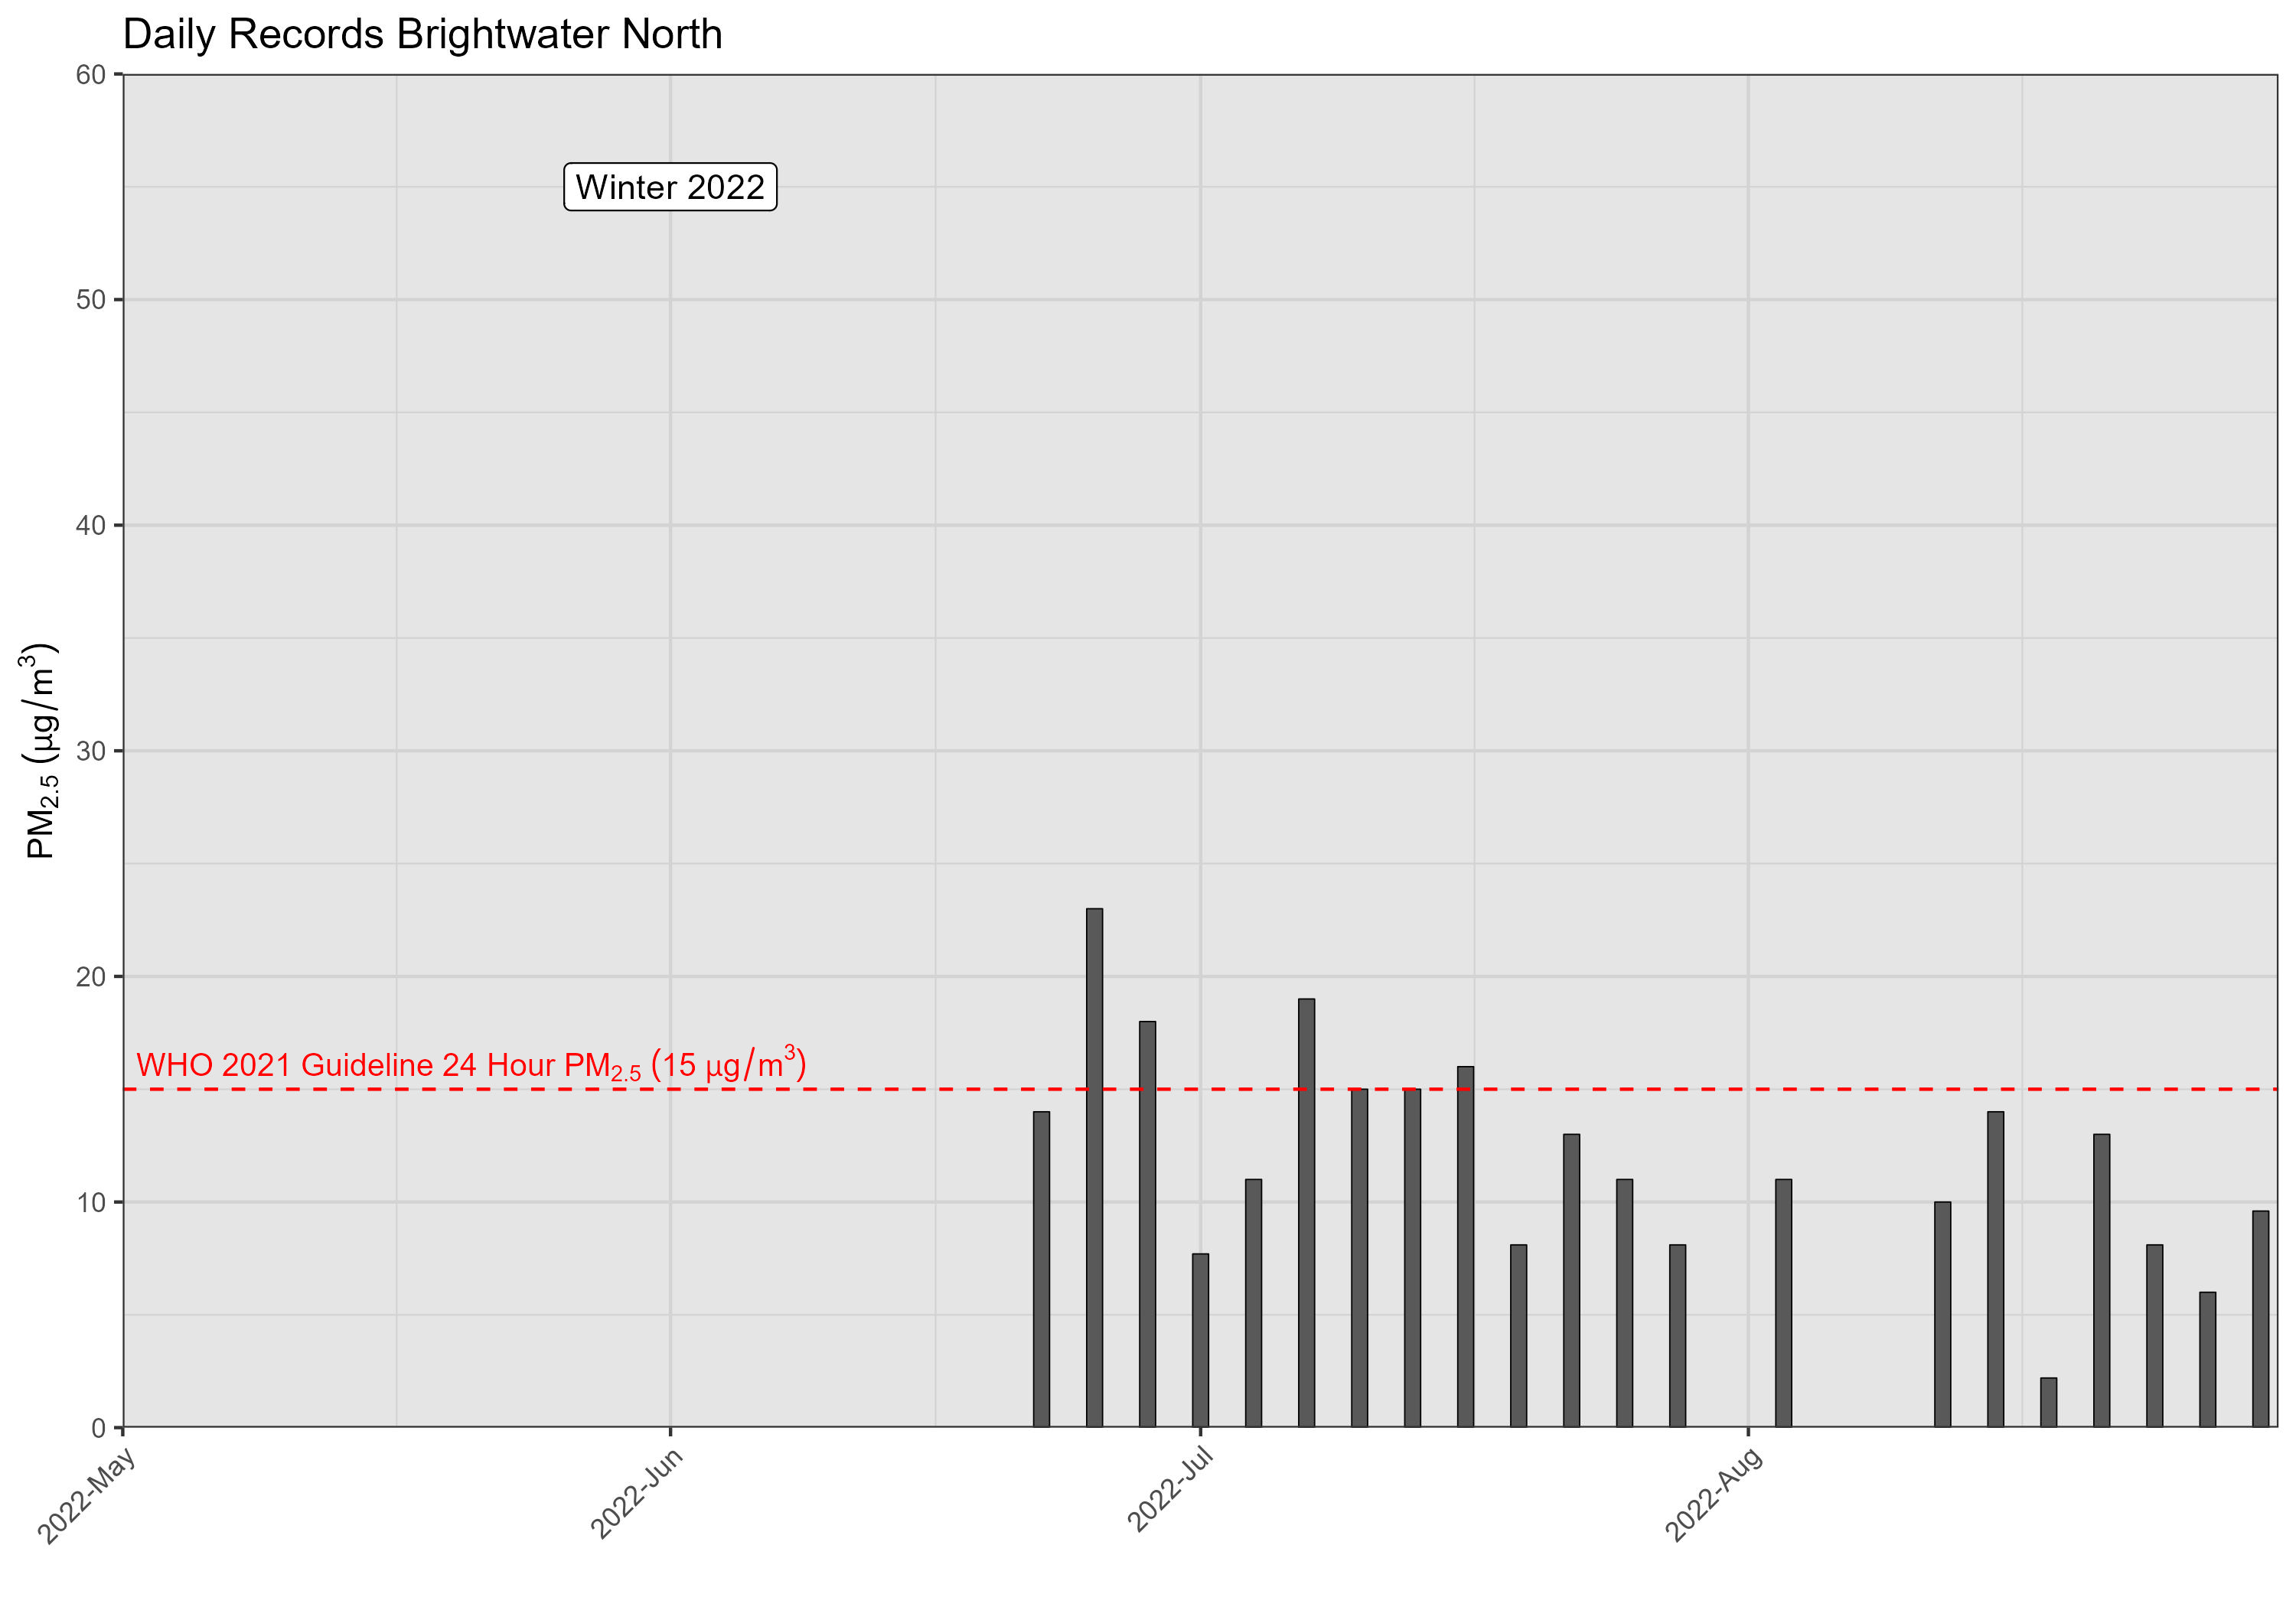 Daily Records Brightwater North
60
Winter 2022
50
40
PM2.5 (µg/m³)
30
20
WHO 2021 Guideline 24 Hour PM2.5 (15 µg/m³)
10
0
2022-May
2022-Jun
2022-Jul
2022-Aug